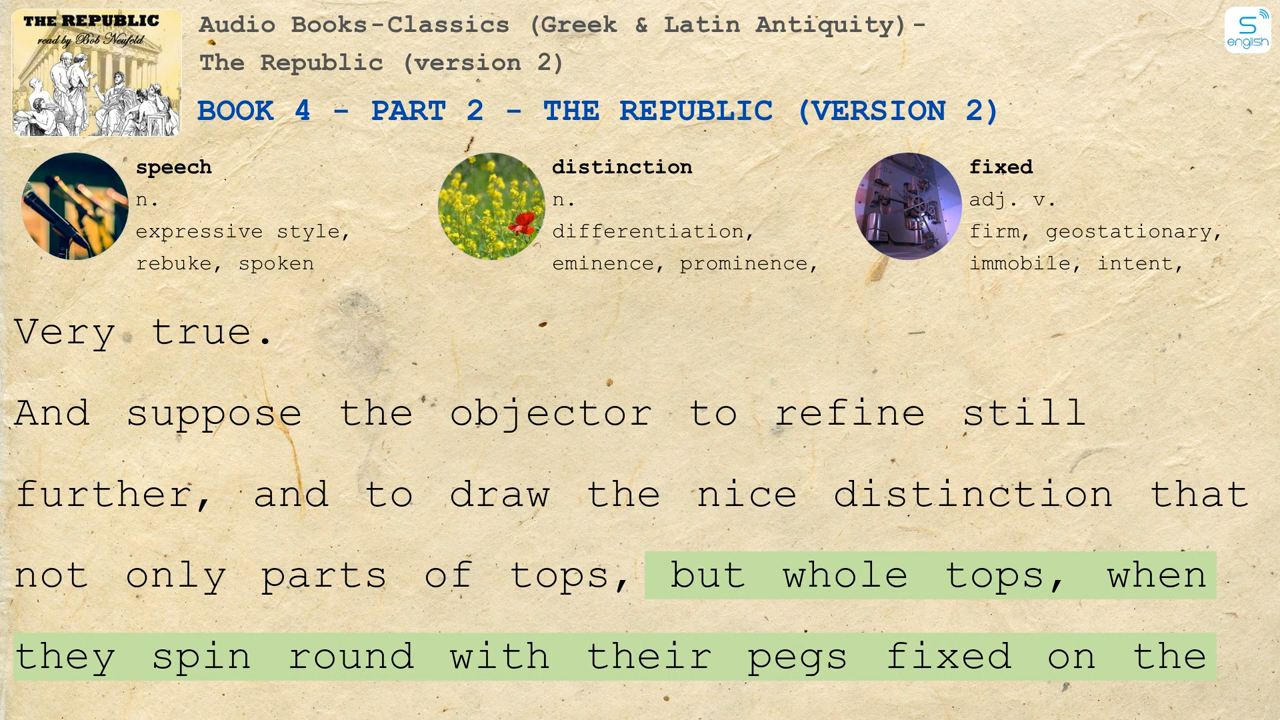 THE REPUBLIC
read by Bob Neufeld
Audio Books-Classics (Greek & Latin Antiquity)-
The Republic (version 2)
BOOK 4 - PART 2 - THE REPUBLIC (VERSION 2)
S
english
speech
n.
expressive style,
rebuke, spoken
distinction
n.
differentiation,
eminence, prominence,
fixed
adj. v.
firm, geostationary,
immobile, intent,
Very true.
And suppose the objector to refine still
further, and to draw the nice distinction that
not only parts of tops, but whole tops, when
they spin round with their pegs fixed on the